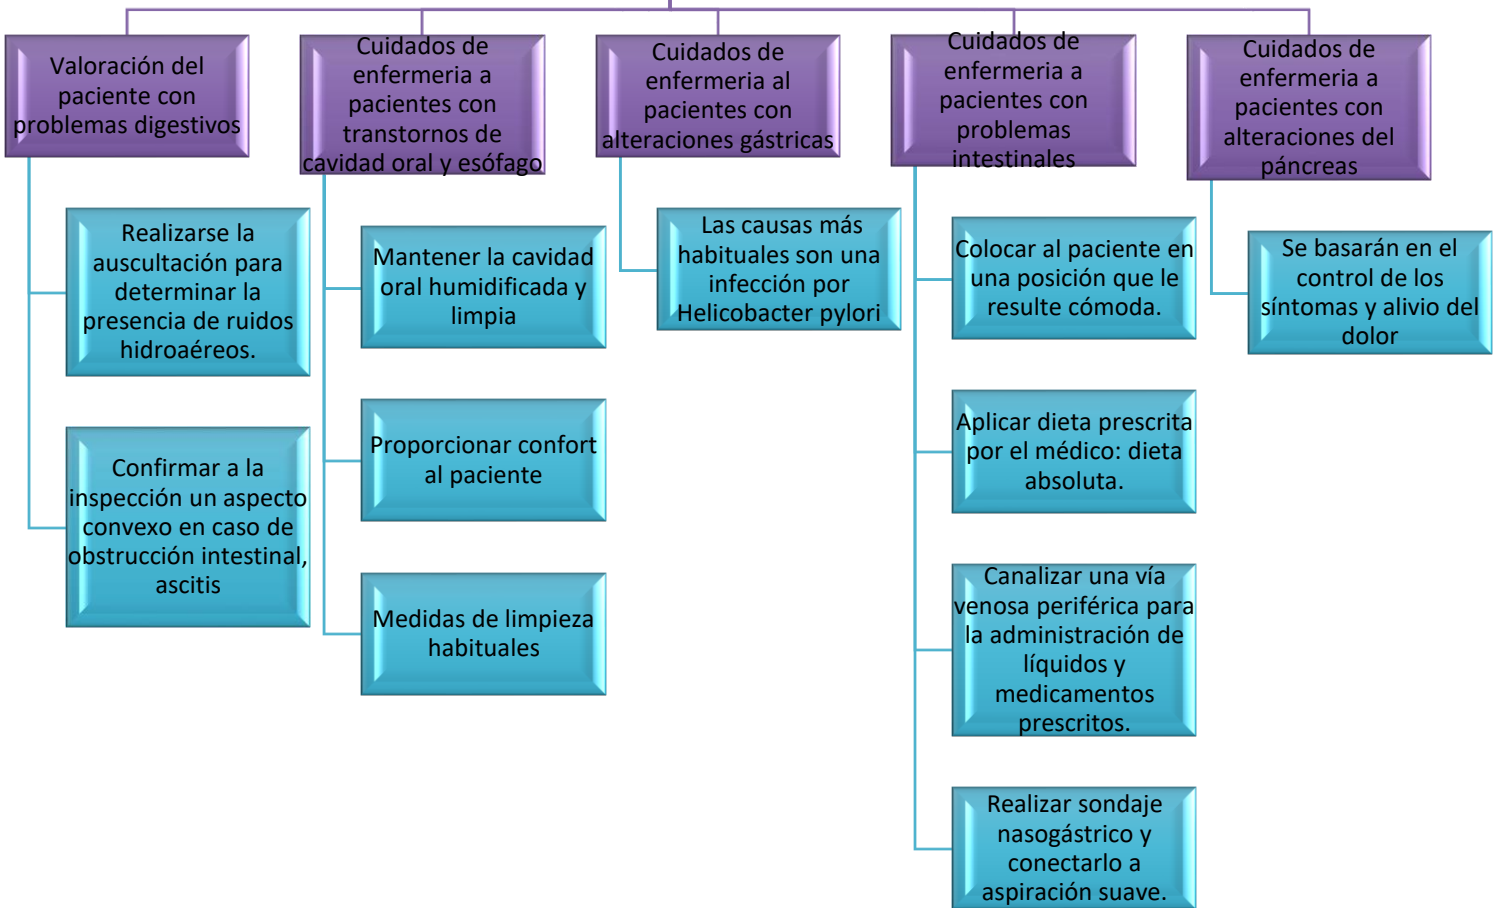 Valoración del
paciente con
problemas digestivos
Realizarse la
auscultación para
determinar la
presencia de ruidos
hidroaéreos.
Confirmar a la
inspección un aspecto
convexo en caso de
obstrucción intestinal,
ascitis
Cuidados de
enfermeria a
pacientes con
transtornos de
cavidad oral y esófago
Mantener la cavidad
oral humidificada y
limpia
Proporcionar confort
al paciente
Medidas de limpieza
habituales
Cuidados de
enfermeria al
pacientes con
alteraciones gástricas
Las causas más
habituales son una
infección por
Helicobacter pylori
Cuidados de
enfermeria a
pacientes con
problemas
intestinales
Colocar al paciente en
una posición que le
resulte cómoda.
Aplicar dieta prescrita
por el médico: dieta
absoluta.
Canalizar una vía
venosa periférica para
la administración de
líquidos y
medicamentos
prescritos.
Realizar sondaje
nasogástrico y
conectarlo a
aspiración suave.
Cuidados de
enfermeria a
pacientes con
alteraciones del
páncreas
Se basarán en el
control de los
síntomas y alivio del
dolor